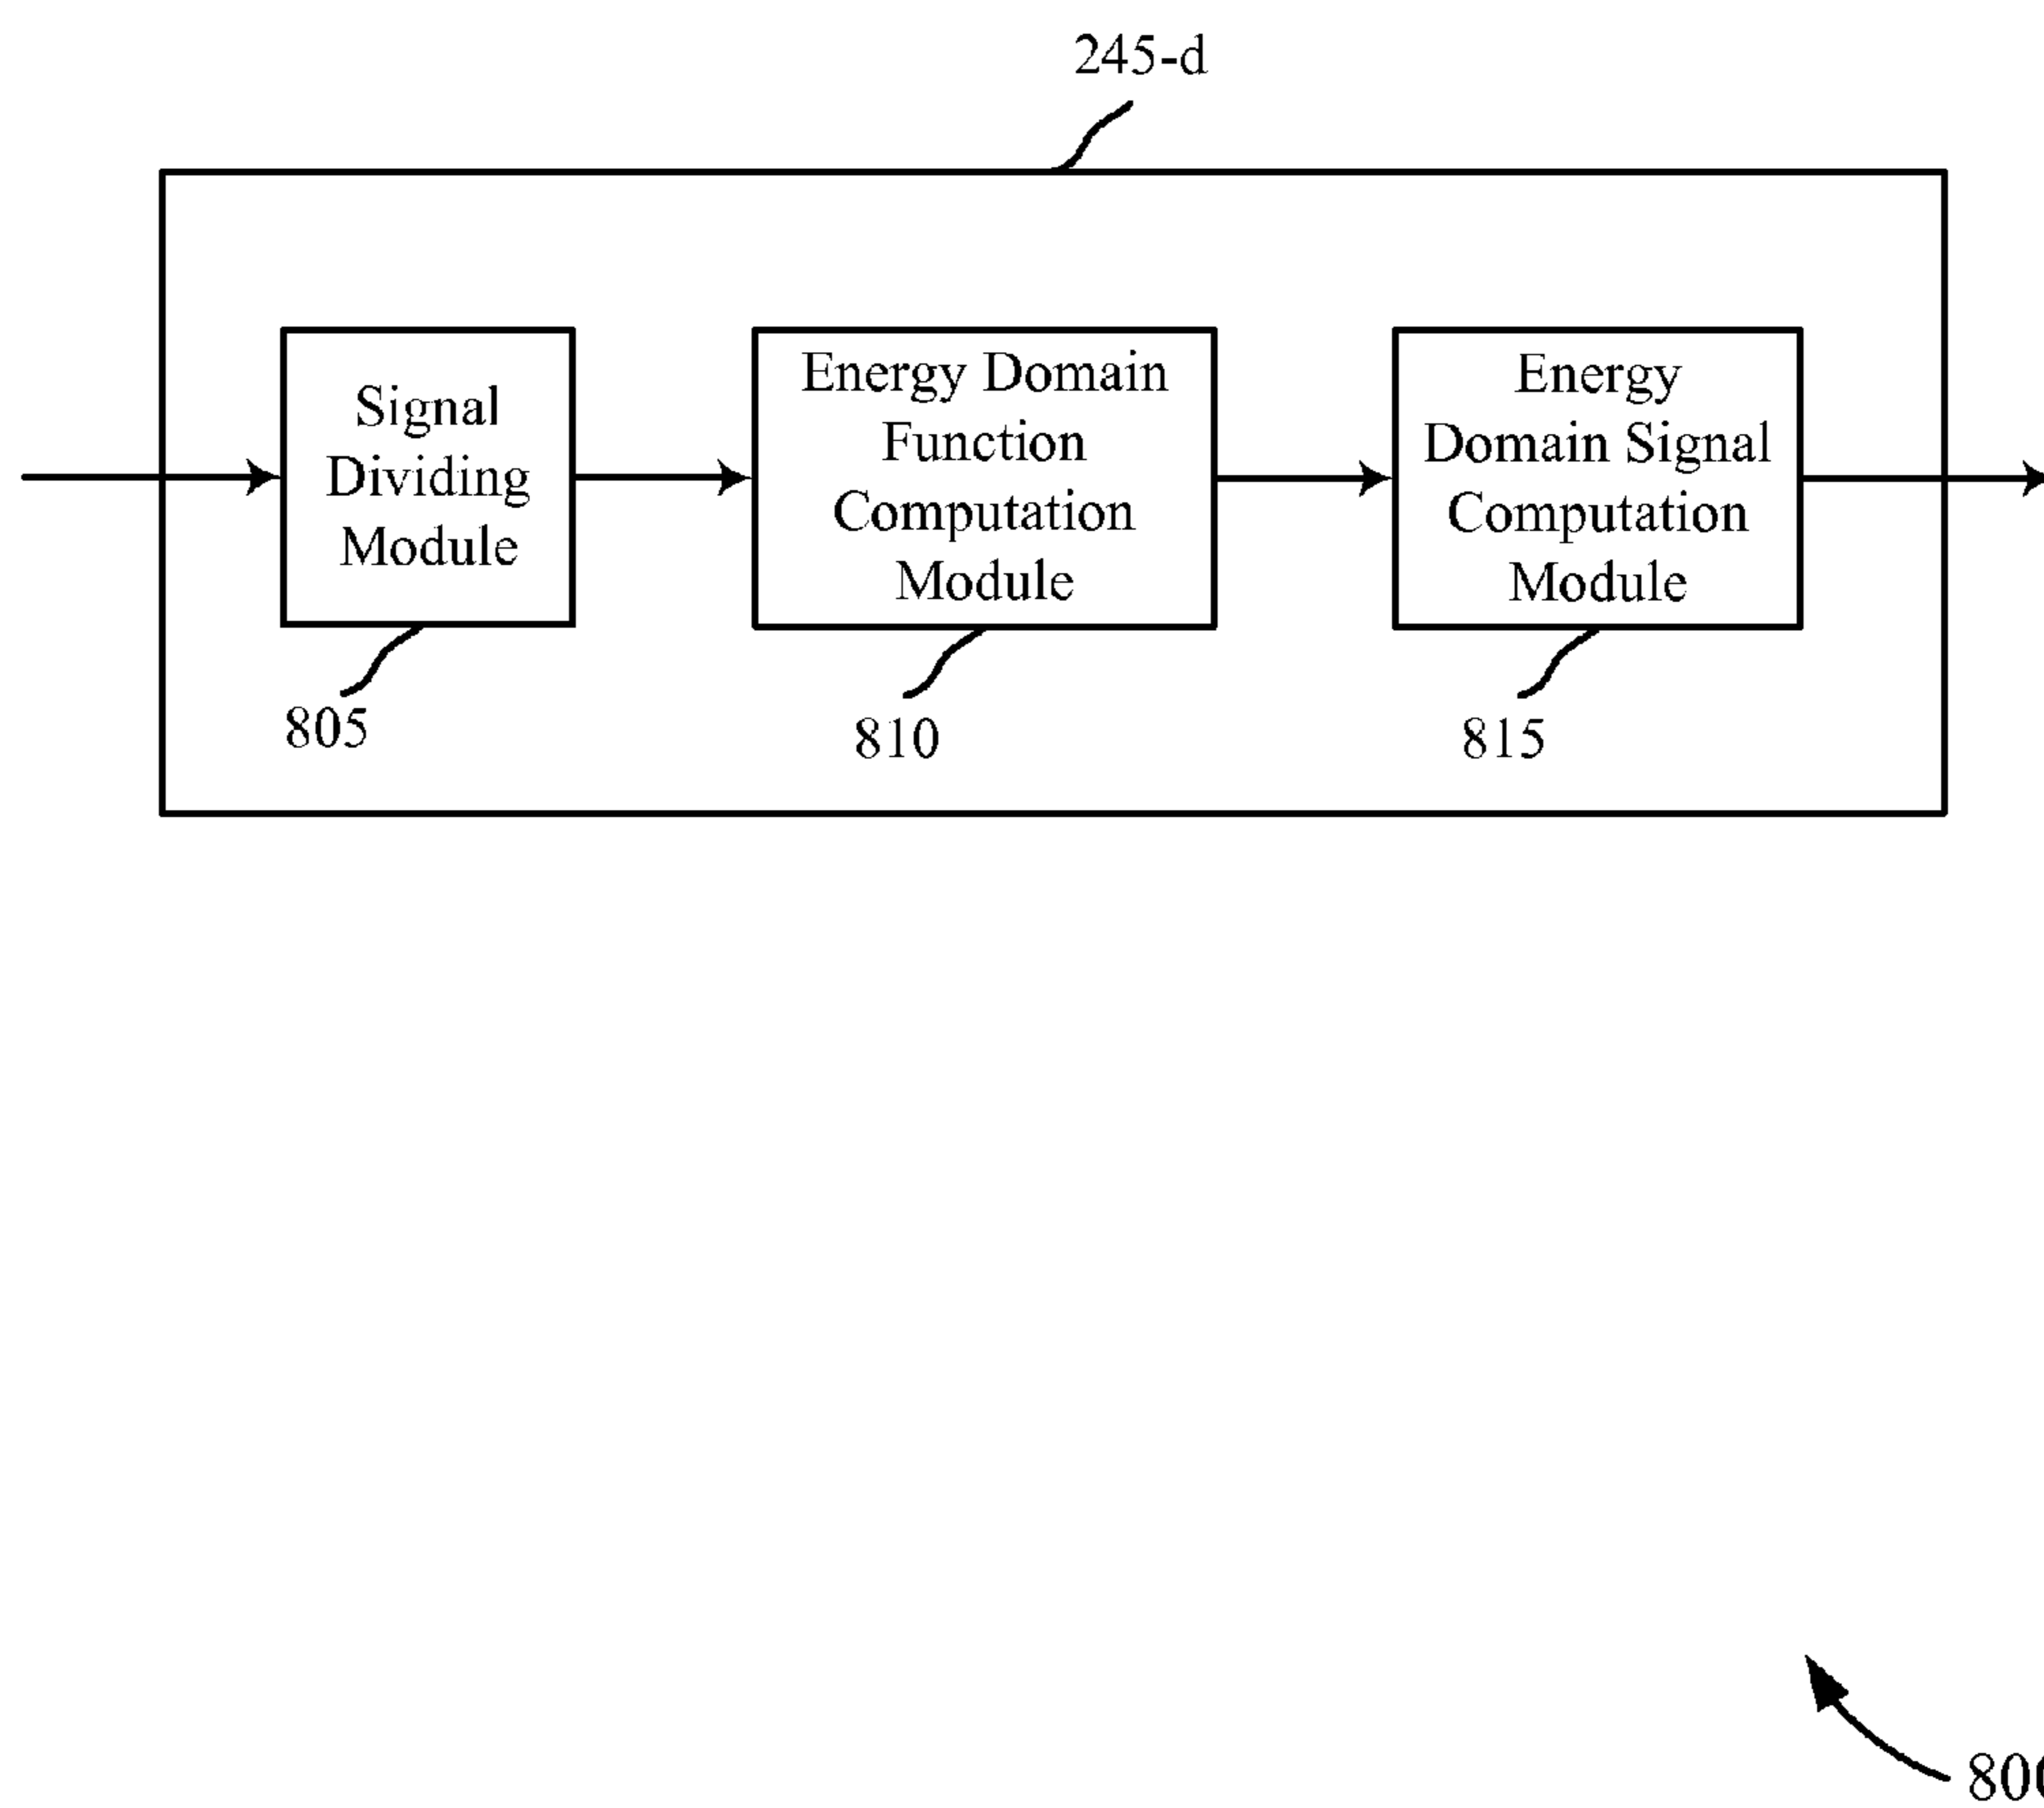 245-d
Signal
Dividing
Module
Energy Domain
Function
Computation
Module
Energy
Domain Signal
Computation
Module
805
810
815